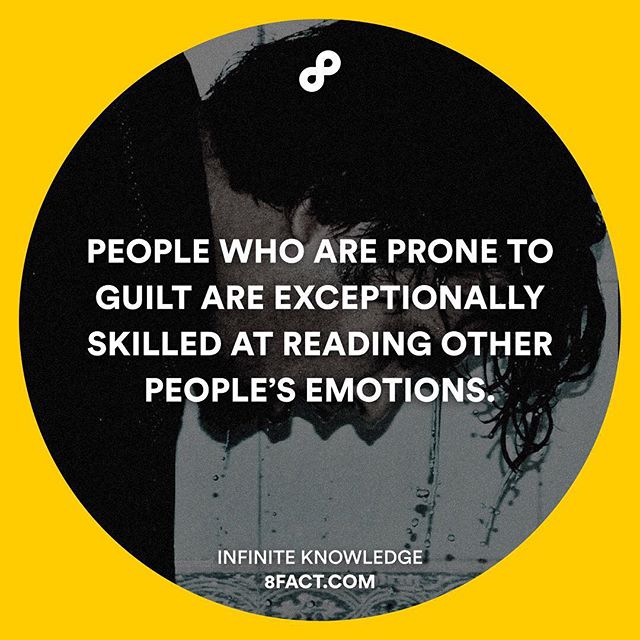 PEOPLE WHO ARE PRONE TO
GUILT ARE EXCEPTIONALLY
SKILLED AT READING OTHER
PEOPLE'S EMOTIONS.
INFINITE KNOWLEDGE
8FACT.COM